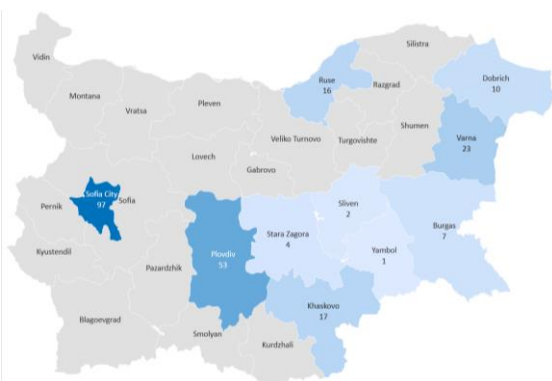 Vidin
Montana
Vratsa
Pleven
Lovech
Gabrovo
Veliko Turnovo
Ruse
16
Silistra
Razgrad
Turgovishte
Shumen
Dobrich
10
Varna
23
Sofia City
97
Sofia
Pernik
Kyustendil
Blagoevgrad
Pazardzhik
Plovdiv
53
Smolyan
Stara Zagora
4
Sliven
2
Yambol
1
Burgas
7
Khaskovo
17
Kurdzhali